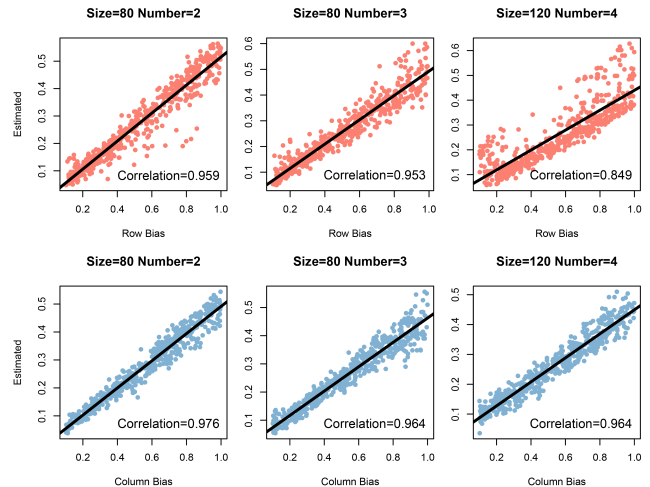 Size=80 Number=2
Size=80 Number=3
Size=120 Number=4
Estimated
0.1 0.2 0.3 0.4 0.5
Correlation=0.959
0.2 0.4 0.6 0.8 1.0
Row Bias
0.1 0.2 0.3 0.4 0.5 0.6
Correlation=0.953
0.2 0.4 0.6 0.8 1.0
Row Bias
0.1 0.2 0.3 0.4 0.5 0.6
Correlation=0.849
0.2 0.4 0.6 0.8 1.0
Row Bias
Size=80 Number=2
Size=80 Number=3
Size=120 Number=4
Estimated
0.1 0.2 0.3 0.4 0.5
Correlation=0.976
0.2 0.4 0.6 0.8 1.0
Column Bias
0.1 0.2 0.3 0.4 0.5
Correlation=0.964
0.2 0.4 0.6 0.8 1.0
Column Bias
0.1 0.2 0.3 0.4 0.5
Correlation=0.964
0.2 0.4 0.6 0.8 1.0
Column Bias